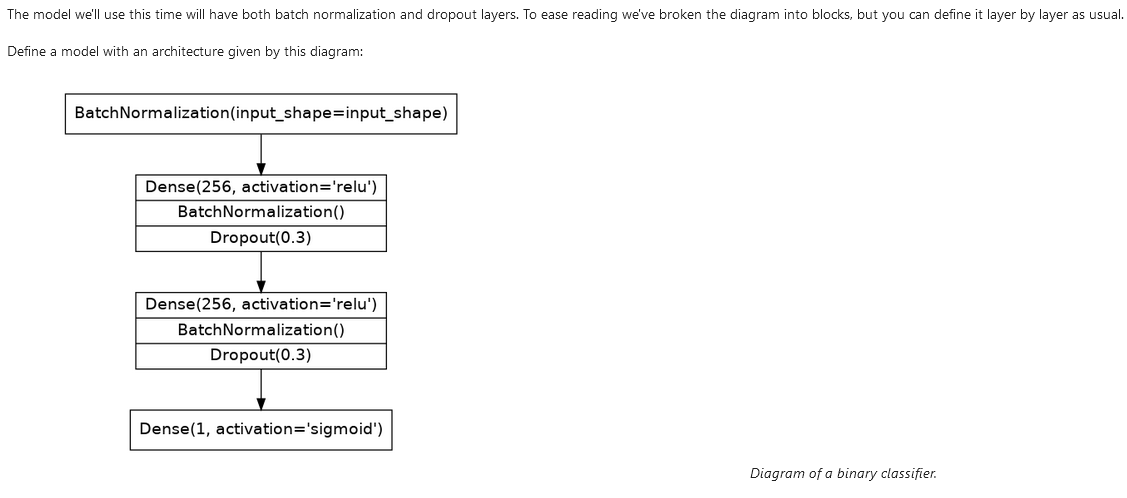 The model we'll use this time will have both batch normalization and dropout layers. To ease reading we've broken the diagram into blocks, but you can define it layer by layer as usual.
Define a model with an architecture given by this diagram:
BatchNormalization(input_shape=input_shape)
Dense(256, activation='relu')
BatchNormalization()
Dropout(0.3)
Dense(256, activation='relu')
BatchNormalization()
Dropout(0.3)
Dense(1, activation='sigmoid')
Diagram of a binary classifier.